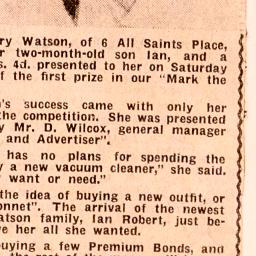 ry Watson, of 6 All Saints Place,
r two-month-old son Ian, and a
s. 4d. presented to her on Saturday
f the first prize in our "Mark the
's success came with only her
the competition. She was presented
y Mr. D. Wilcox, general manager
and Advertiser".
has no plans for spending the
y a new vacuum cleaner," she said.
want or need."
the idea of buying a new outfit, or
onnet". The arrival of the newest
atson family, Ian Robert, just be-
ve her all she wanted.
buying a few Premium Bonds, and